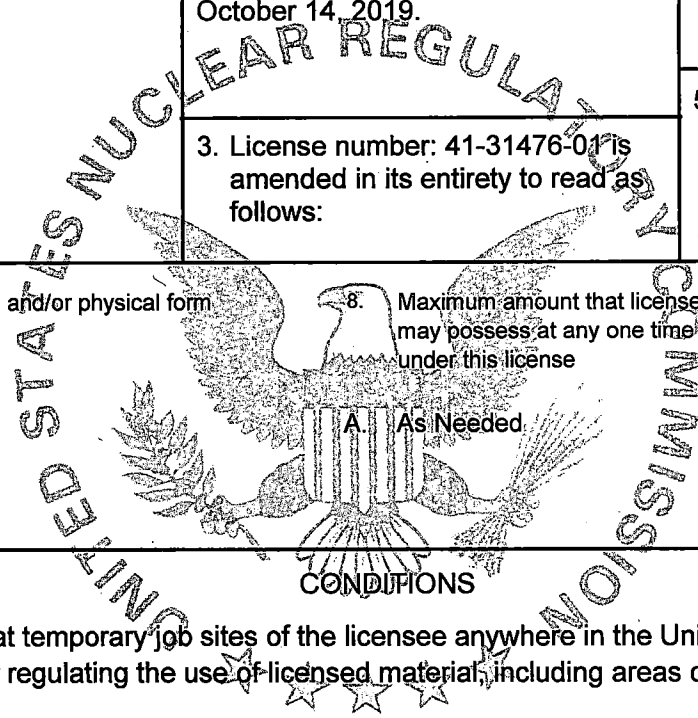 October 14, 2019.
3. License number: 41-31476-01 is
amended in its entirety to read as
follows:
and/or physical form
8. Maximum amount that license
may possess at any one time
under this license
A. As Needed
CONDITIONS
at temporary job sites of the licensee anywhere in the Uni
regulating the use of licensed material, including areas o
UNITED STATES NUCLEAR REGULATORY COMMISSION